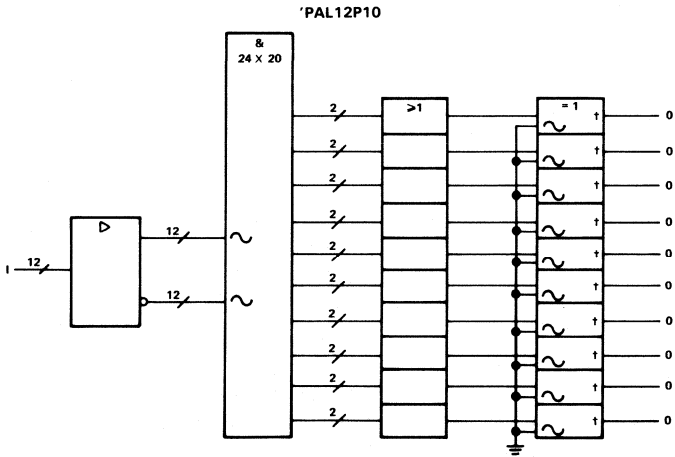 'PAL12P10
&
24 X 20
2 ≥1 = 1 † O
2 † O
2 † O
2 † O
2 † O
2 † O
2 † O
2 † O
2 † O
2 † O
▷
12
I 12
12